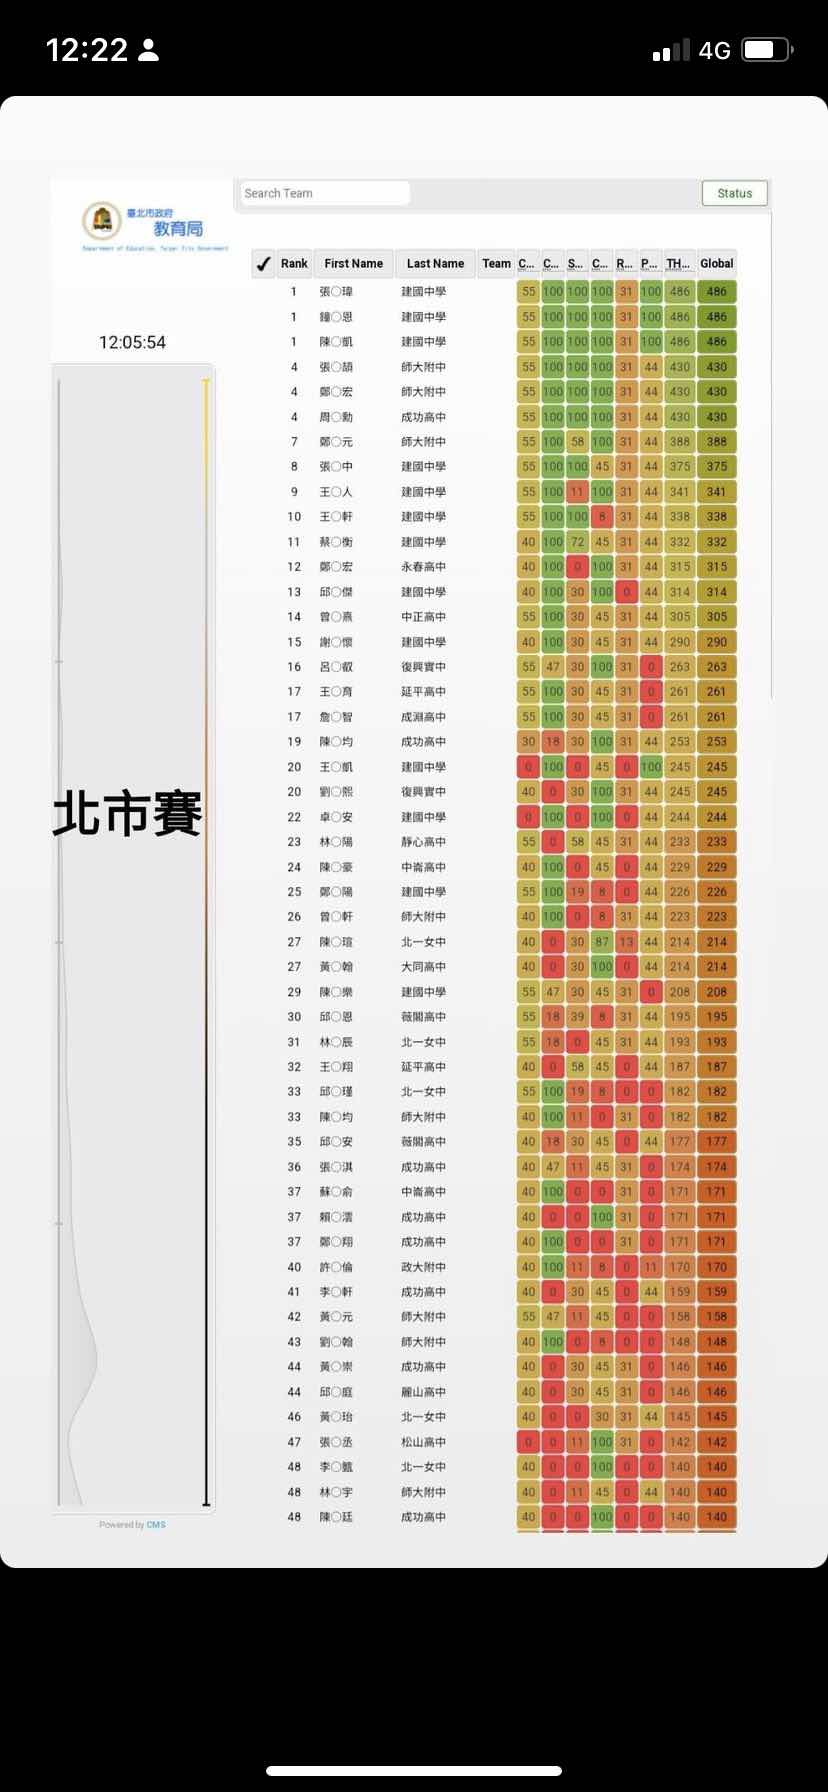 12:22
4G
臺北市政府
教育局
Department of Education, Taipei City Government
Search Team
Status
12:05:54
北市賽
✓ Rank First Name Last Name Team C... C... S... C... R... P... TH... Global
1 張○瑋 建國中學 55 100 100 100 31 100 486 486
1 鐘○恩 建國中學 55 100 100 100 31 100 486 486
1 陳○凱 建國中學 55 100 100 100 31 100 486 486
4 張○頡 師大附中 55 100 100 100 31 44 430 430
4 鄭○宏 師大附中 55 100 100 100 31 44 430 430
4 周○勳 成功高中 55 100 100 100 31 44 430 430
7 鄭○元 師大附中 55 100 58 100 31 44 388 388
8 張○中 建國中學 55 100 100 45 31 44 375 375
9 王○人 建國中學 55 100 11 100 31 44 341 341
10 王○軒 建國中學 55 100 100 8 31 44 338 338
11 蔡○衡 建國中學 40 100 72 45 31 44 332 332
12 鄭○宏 永春高中 40 100 0 100 31 44 315 315
13 邱○傑 建國中學 40 100 30 100 0 44 314 314
14 曾○熹 中正高中 55 100 30 45 31 44 305 305
15 謝○懷 建國中學 40 100 30 45 31 44 290 290
16 呂○叡 復興實中 55 47 30 100 31 0 263 263
17 王○育 延平高中 55 100 30 45 31 0 261 261
17 詹○智 成淵高中 55 100 30 45 31 0 261 261
19 陳○均 成功高中 30 18 30 100 31 44 253 253
20 王○凱 建國中學 0 100 0 45 0 100 245 245
20 劉○熙 復興實中 40 0 30 100 31 44 245 245
22 卓○安 建國中學 0 100 0 100 0 44 244 244
23 林○陽 靜心高中 55 0 58 45 31 44 233 233
24 陳○豪 中崙高中 40 100 0 45 0 44 229 229
25 鄭○陽 建國中學 55 100 19 8 0 44 226 226
26 曾○軒 師大附中 40 100 0 8 31 44 223 223
27 陳○瑄 北一女中 40 0 30 87 13 44 214 214
27 黃○翰 大同高中 40 0 30 100 0 44 214 214
29 陳○樂 建國中學 55 47 30 45 31 0 208 208
30 邱○恩 薇閣高中 55 18 39 8 31 44 195 195
31 林○辰 北一女中 55 18 0 45 31 44 193 193
32 王○翔 延平高中 40 0 58 45 0 44 187 187
33 邱○瑾 北一女中 55 100 19 8 0 0 182 182
33 陳○均 師大附中 40 100 11 0 31 0 182 182
35 邱○安 薇閣高中 40 18 30 45 0 44 177 177
36 張○淇 成功高中 40 47 11 45 31 0 174 174
37 蘇○俞 中崙高中 40 100 0 0 31 0 171 171
37 賴○澐 成功高中 40 0 0 100 31 0 171 171
37 鄭○翔 成功高中 40 100 0 0 31 0 171 171
40 許○倫 政大附中 40 100 11 8 0 11 170 170
41 李○軒 成功高中 40 0 30 45 0 44 159 159
42 黃○元 師大附中 55 47 11 45 0 0 158 158
43 劉○翰 師大附中 40 100 0 8 0 0 148 148
44 黃○崇 成功高中 40 0 30 45 31 0 146 146
44 邱○庭 麗山高中 40 0 30 45 31 0 146 146
46 黃○珆 北一女中 40 0 0 30 31 44 145 145
47 張○丞 松山高中 0 0 11 100 31 0 142 142
48 李○ 北一女中 40 0 0 100 0 0 140 140
48 林○宇 師大附中 40 0 11 45 0 44 140 140
48 陳○廷 成功高中 40 0 0 100 0 0 140 140
Powered by CMS